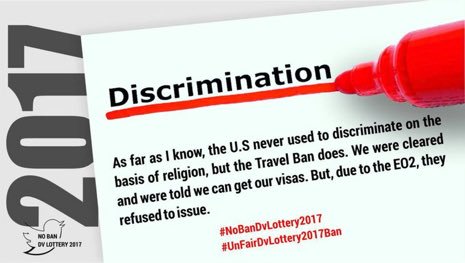 2017
Discrimination
As far as I know, the U.S never used to discriminate on the
basis of religion, but the Travel Ban does. We were cleared
and were told we can get our visas. But, due to the EO2, they
refused to issue.
#NoBanDvLottery2017
#UnFairDvLottery2017Ban
NO BAN
DV LOTTERY 2017